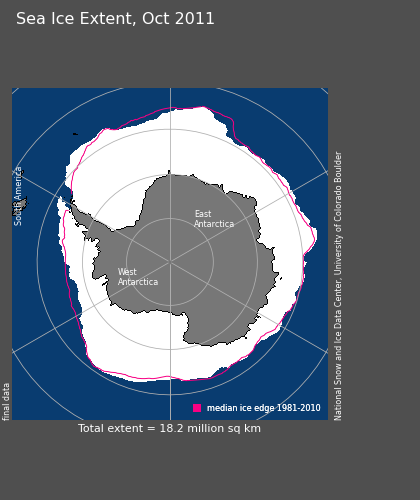 Sea Ice Extent, Oct 2011
South America
East
Antarctica
West
Antarctica
National Snow and Ice Data Center, University of Colorado Boulder
final data
median ice edge 1981-2010
Total extent = 18.2 million sq km